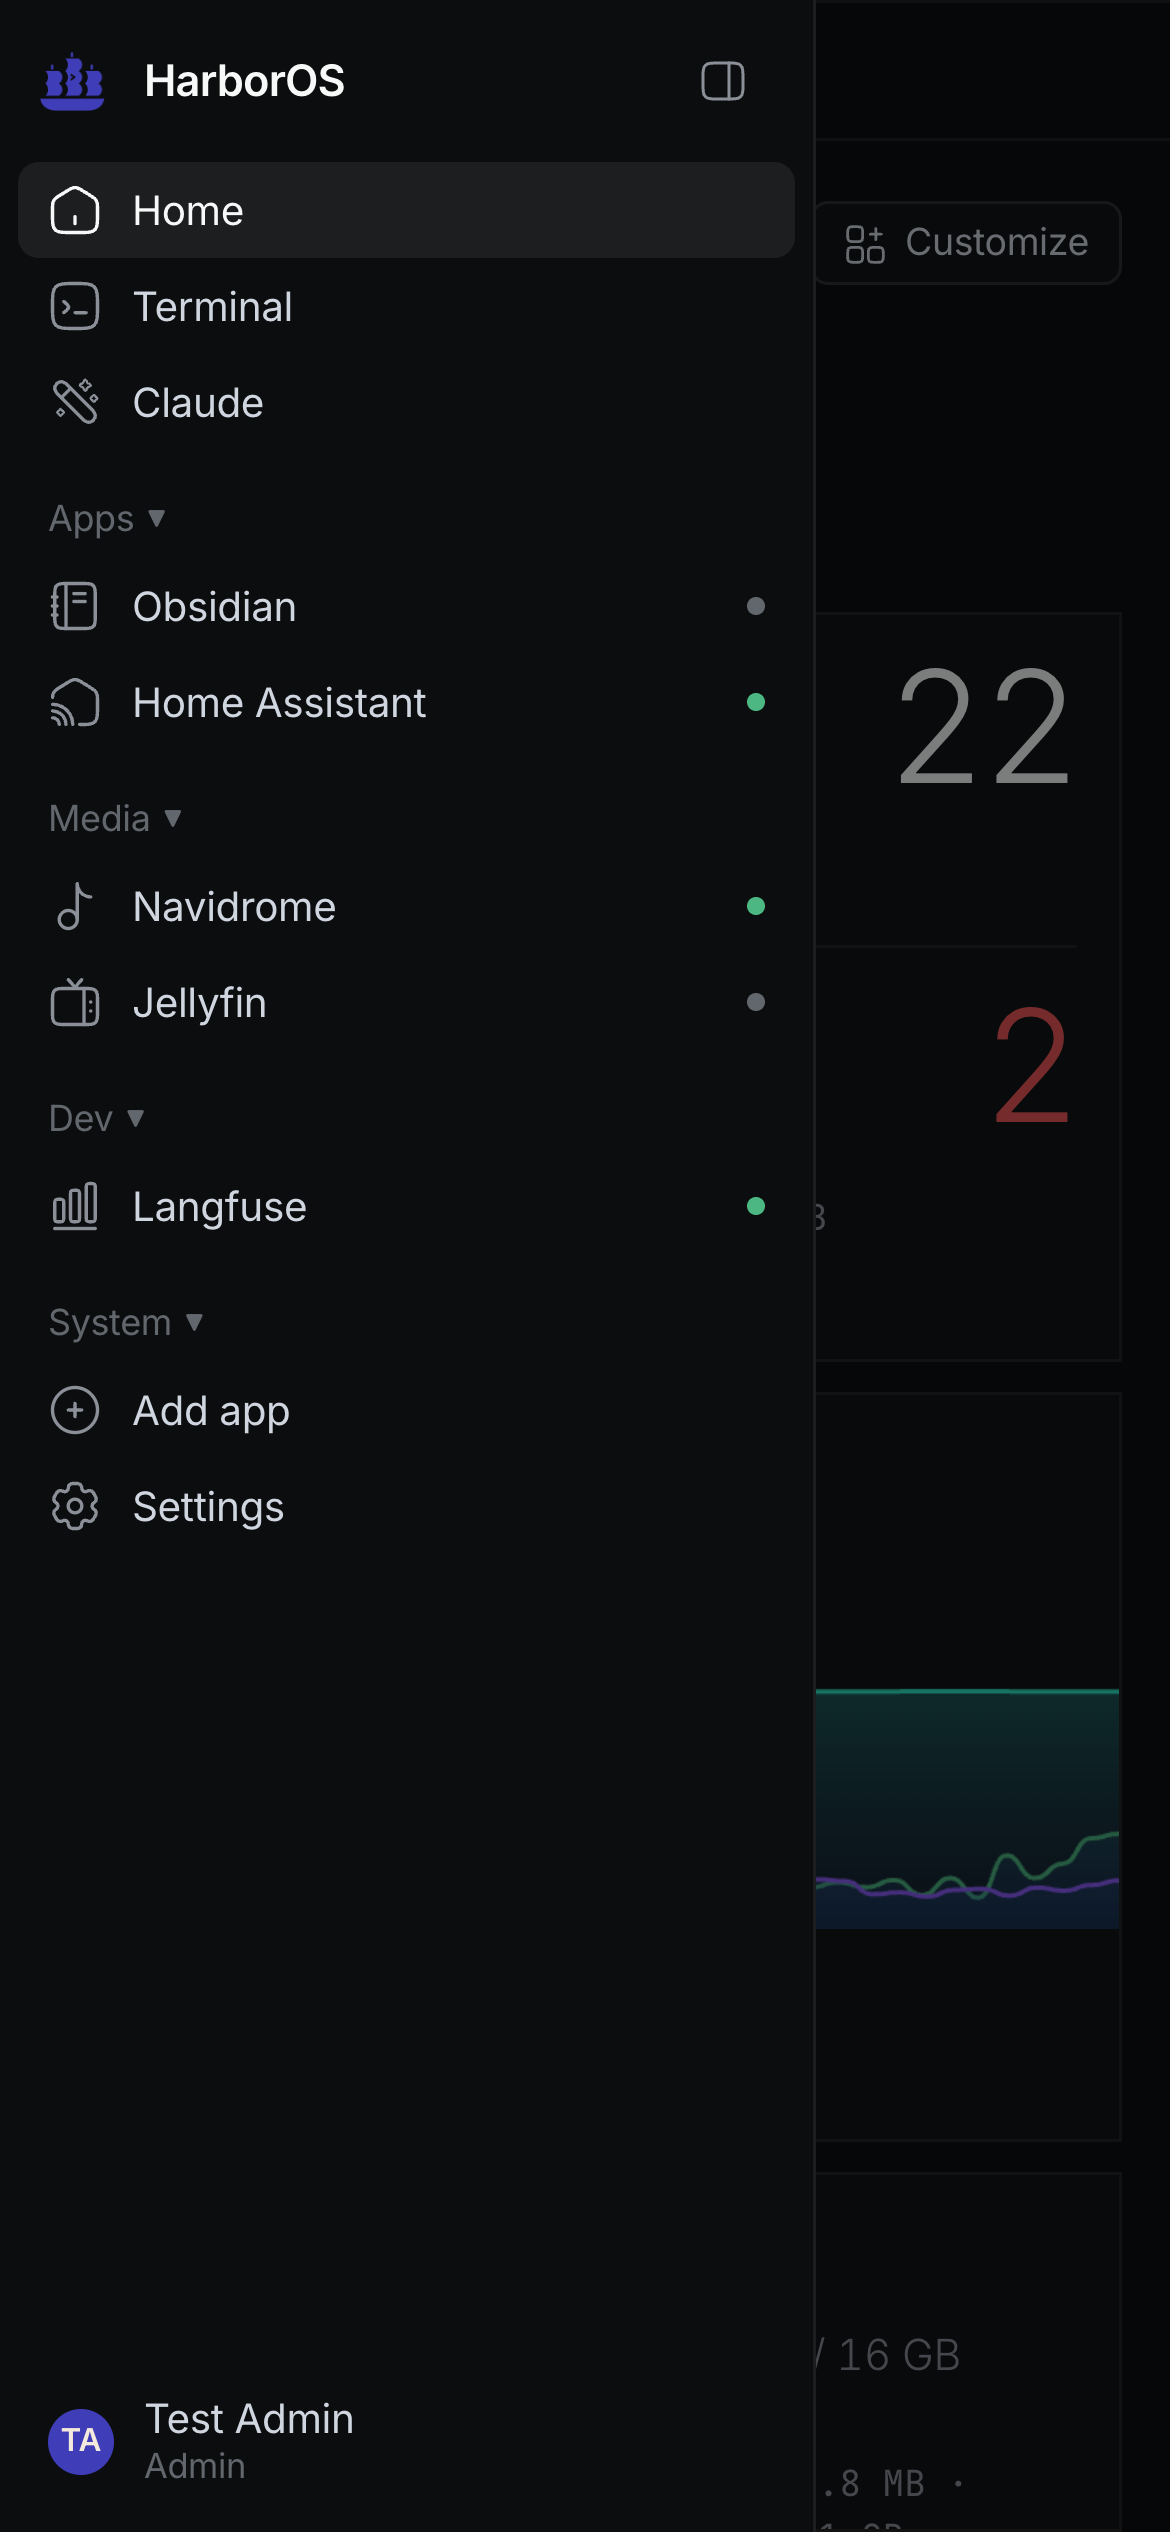 HarborOS
Home
Terminal
Claude
Apps
Obsidian
Home Assistant
Media
Navidrome
Jellyfin
Dev
Langfuse
System
Add app
Settings
Test Admin
Admin
TA
Customize
22
2
/ 16 GB
.8 MB ·